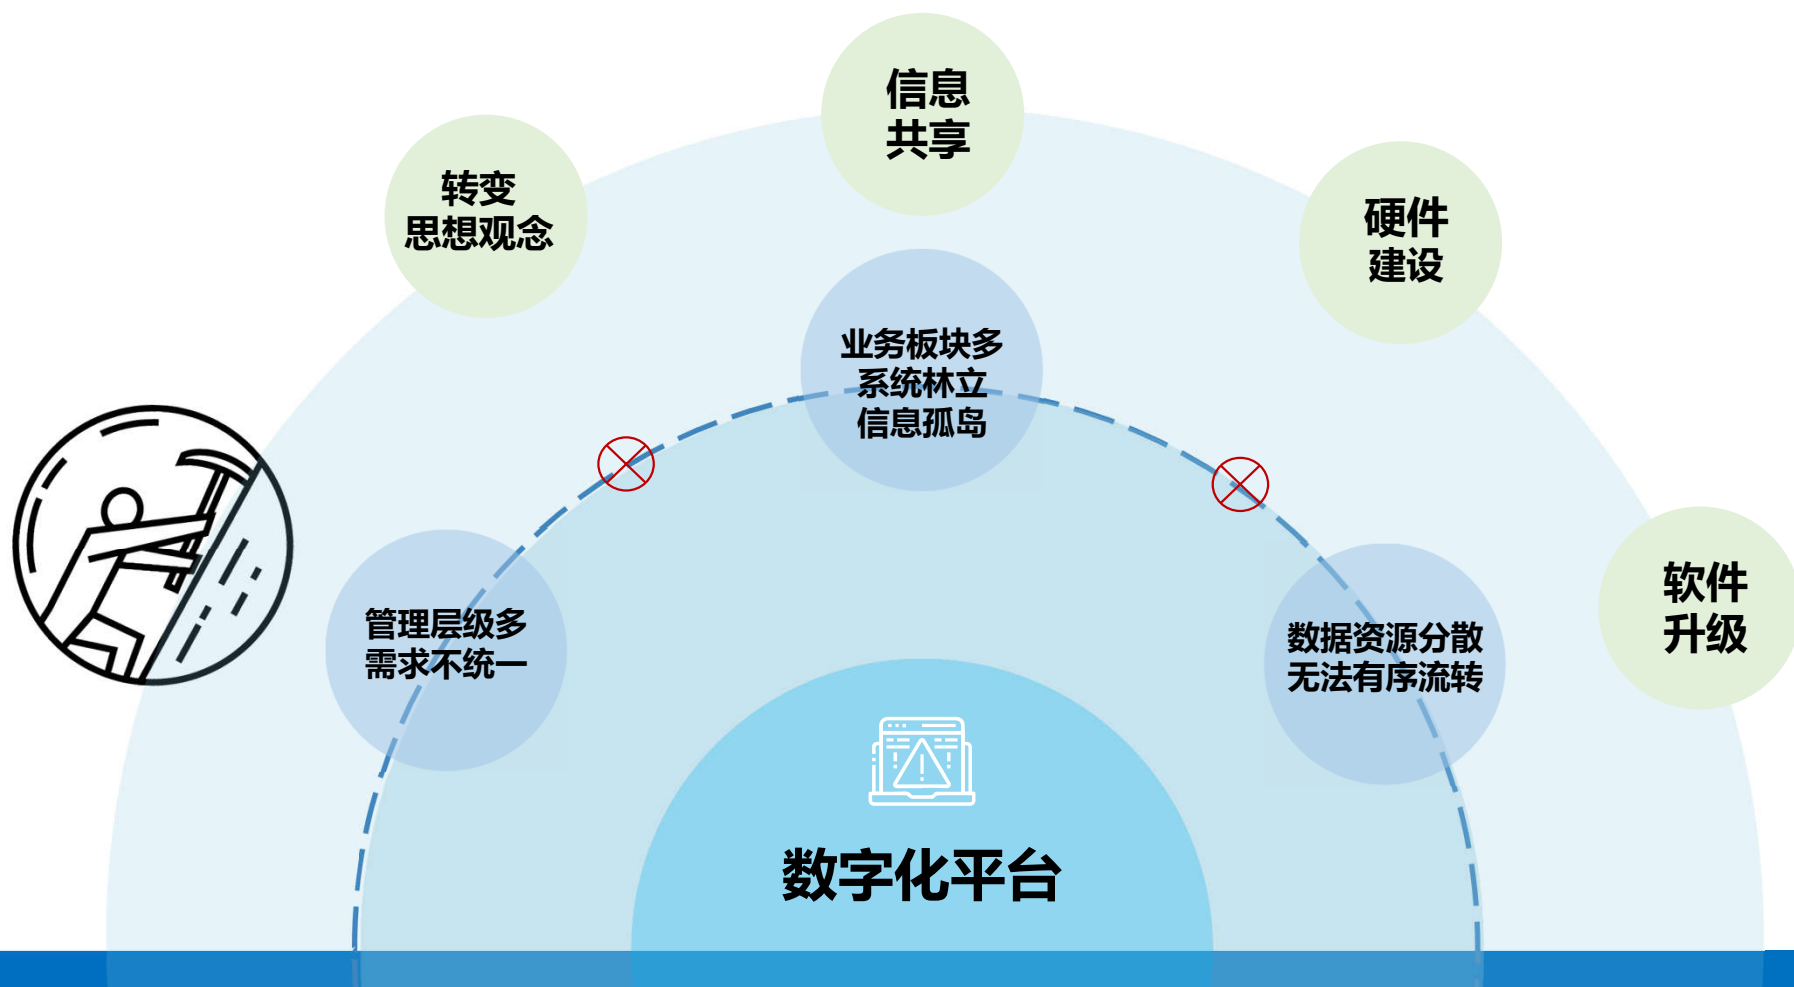 信息
共享
转变
思想观念
硬件
建设
业务板块多
系统林立
信息孤岛
软件
升级
管理层级多
需求不统一
数据资源分散
无法有序流转
数字化平台